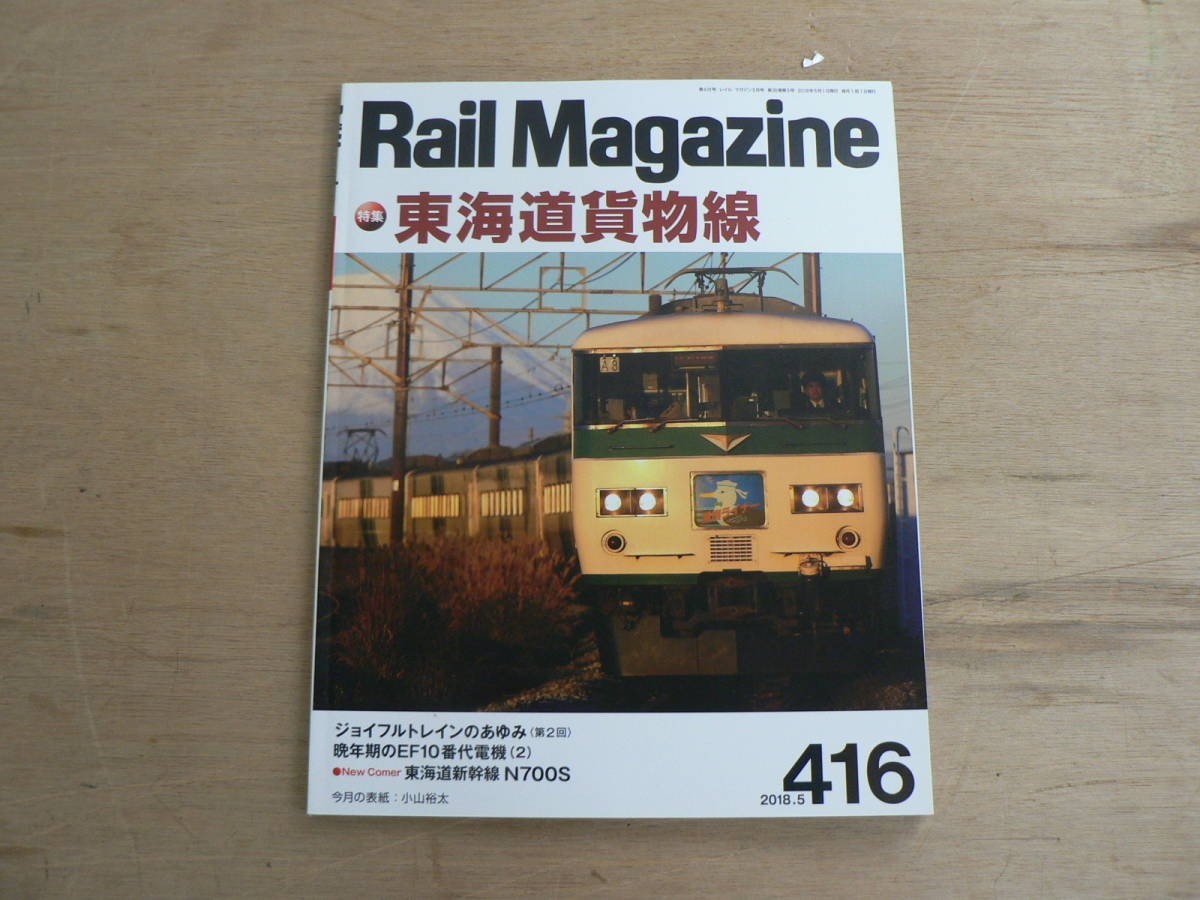 Rail Magazine
特集 東海道貨物線
A8
ジョイフルトレインのあゆみ〈第2回〉
晩年期のEF10番代電機(2)
●New Comer 東海道新幹線 N700S
今月の表紙:小山裕太
2018.5 416